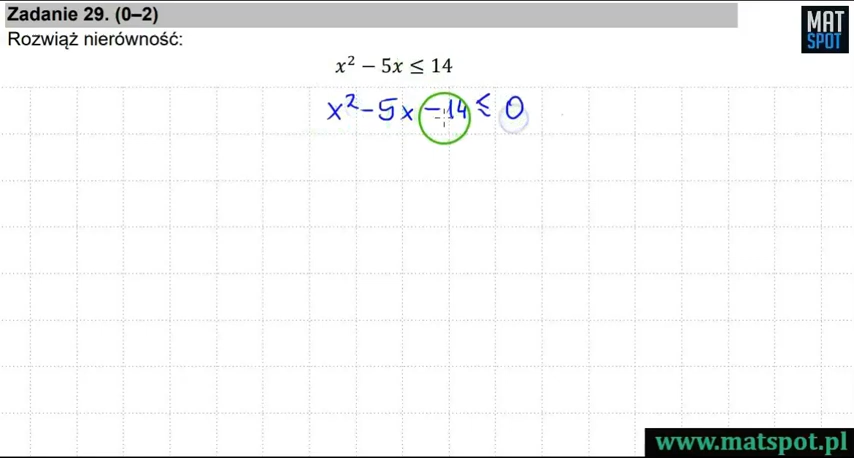 Zadanie 29. (0–2)
MAT
SPOT
Rozwiąż nierówność:
x² − 5x ≤ 14
x² − 5x − 14 ≤ 0
www.matspot.pl